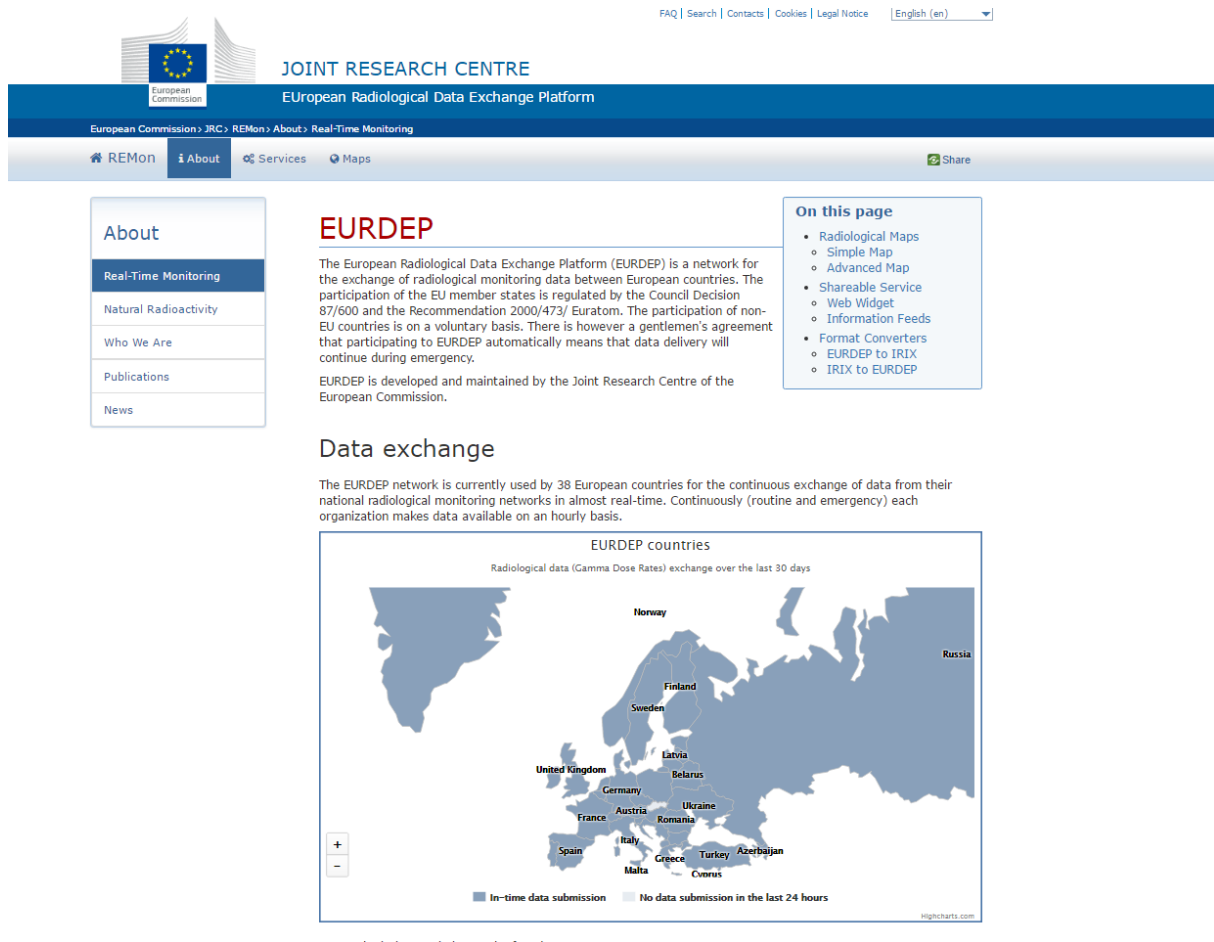 FAQ | Search | Contacts | Cookies | Legal Notice English (en)
European
Commission
JOINT RESEARCH CENTRE
EUropean Radiological Data Exchange Platform
European Commission > JRC > REMon > About > Real-Time Monitoring
REMon
i About
Services
Maps
Share
About
Real-Time Monitoring
Natural Radioactivity
Who We Are
Publications
News
EURDEP
The European Radiological Data Exchange Platform (EURDEP) is a network for
the exchange of radiological monitoring data between European countries. The
participation of the EU member states is regulated by the Council Decision
87/600 and the Recommendation 2000/473/ Euratom. The participation of non-
EU countries is on a voluntary basis. There is however a gentlemen's agreement
that participating to EURDEP automatically means that data delivery will
continue during emergency.
EURDEP is developed and maintained by the Joint Research Centre of the
European Commission.
On this page
• Radiological Maps
Simple Map
Advanced Map
• Shareable Service
Web Widget
Information Feeds
• Format Converters
EURDEP to IRIX
IRIX to EURDEP
Data exchange
The EURDEP network is currently used by 38 European countries for the continuous exchange of data from their
national radiological monitoring networks in almost real-time. Continuously (routine and emergency) each
organization makes data available on an hourly basis.
EURDEP countries
Radiological data (Gamma Dose Rates) exchange over the last 30 days
Norway
Russia
Finland
Sweden
Latvia
United Kingdom
Belarus
Germany
Ukraine
Austria
France
Romania
Italy
Spain
Greece
Turkey
Azerbaijan
Malta
Cyprus
+
−
In-time data submission
No data submission in the last 24 hours
Highcharts.com